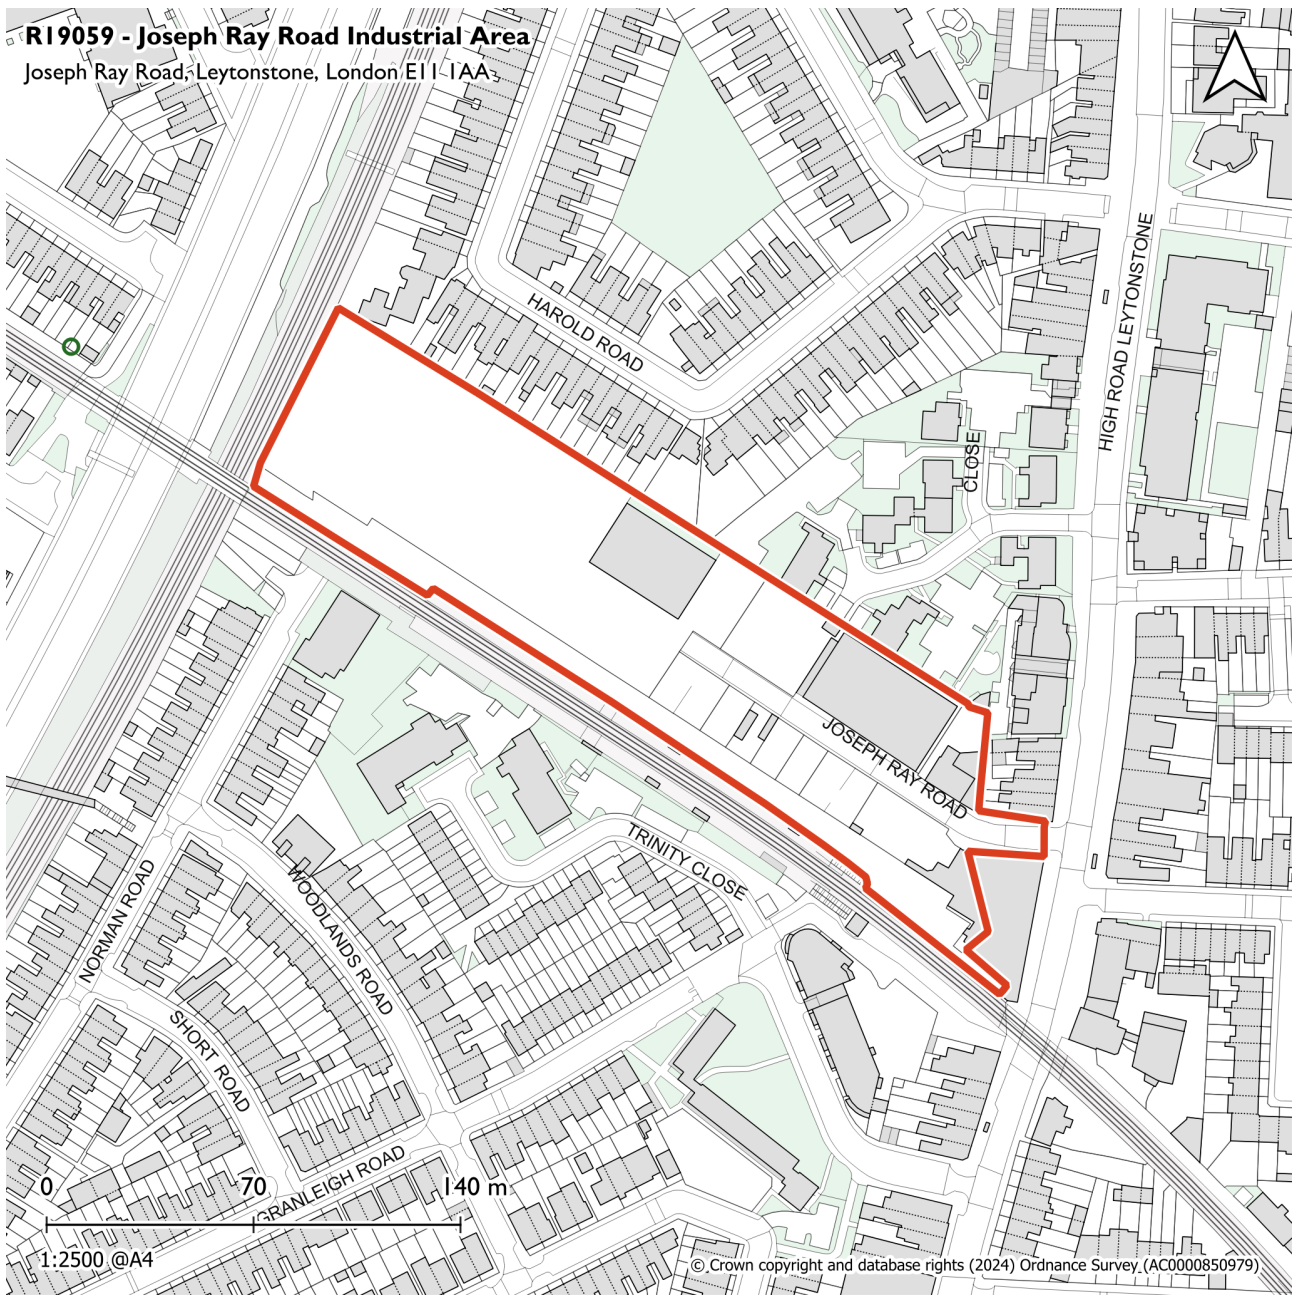 R19059 - Joseph Ray Road Industrial Area
Joseph Ray Road, Leytonstone, London E11 1AA
HAROLD ROAD
HIGH ROAD LEYTONSTONE
CLOSE
JOSEPH RAY ROAD
TRINITY CLOSE
WOODLANDS ROAD
NORMAN ROAD
SHORT ROAD
GRANLEIGH ROAD
0 70 140 m
1:2500 @A4
© Crown copyright and database rights (2024) Ordnance Survey (AC0000850979)